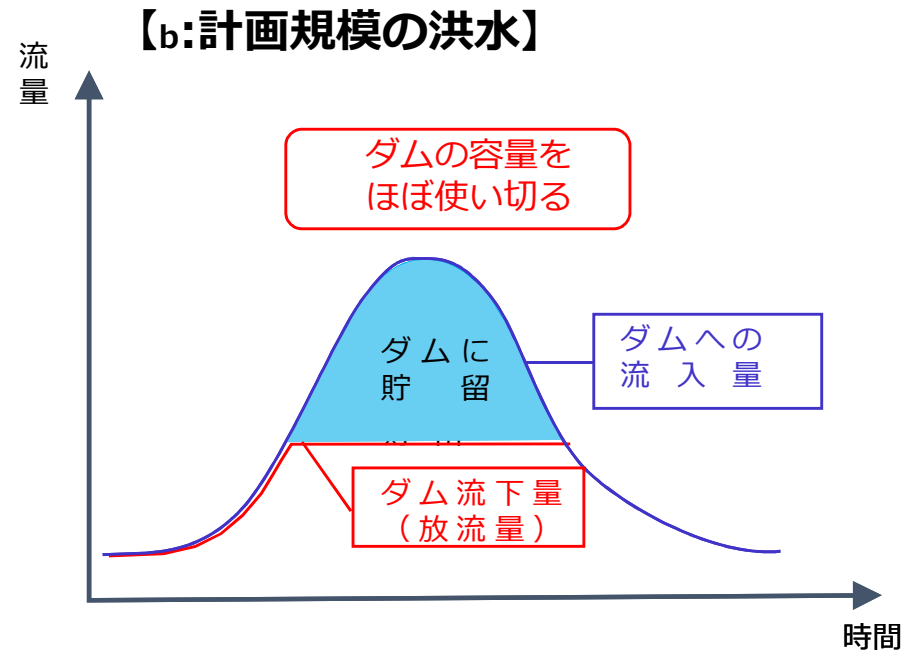 【b:計画規模の洪水】
流
量
ダムの容量を
ほぼ使い切る
ダムに
貯留
ダムへの
流入量
ダム流下量
(放流量)
時間